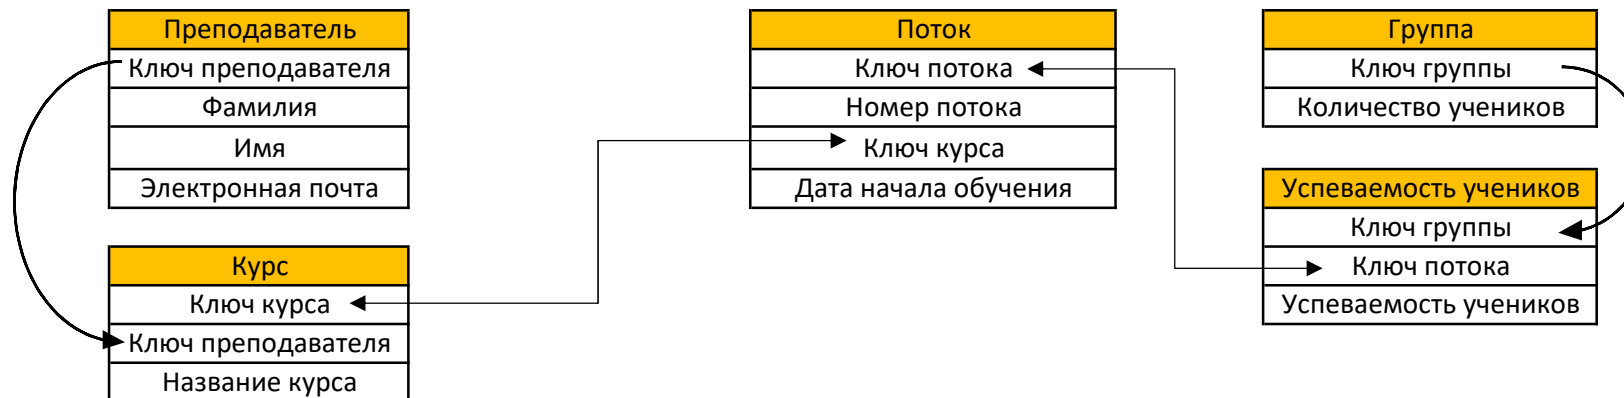 Преподаватель
Ключ преподавателя
Фамилия
Имя
Электронная почта
Курс
Ключ курса
Ключ преподавателя
Название курса
Поток
Ключ потока
Номер потока
Ключ курса
Дата начала обучения
Группа
Ключ группы
Количество учеников
Успеваемость учеников
Ключ группы
Ключ потока
Успеваемость учеников